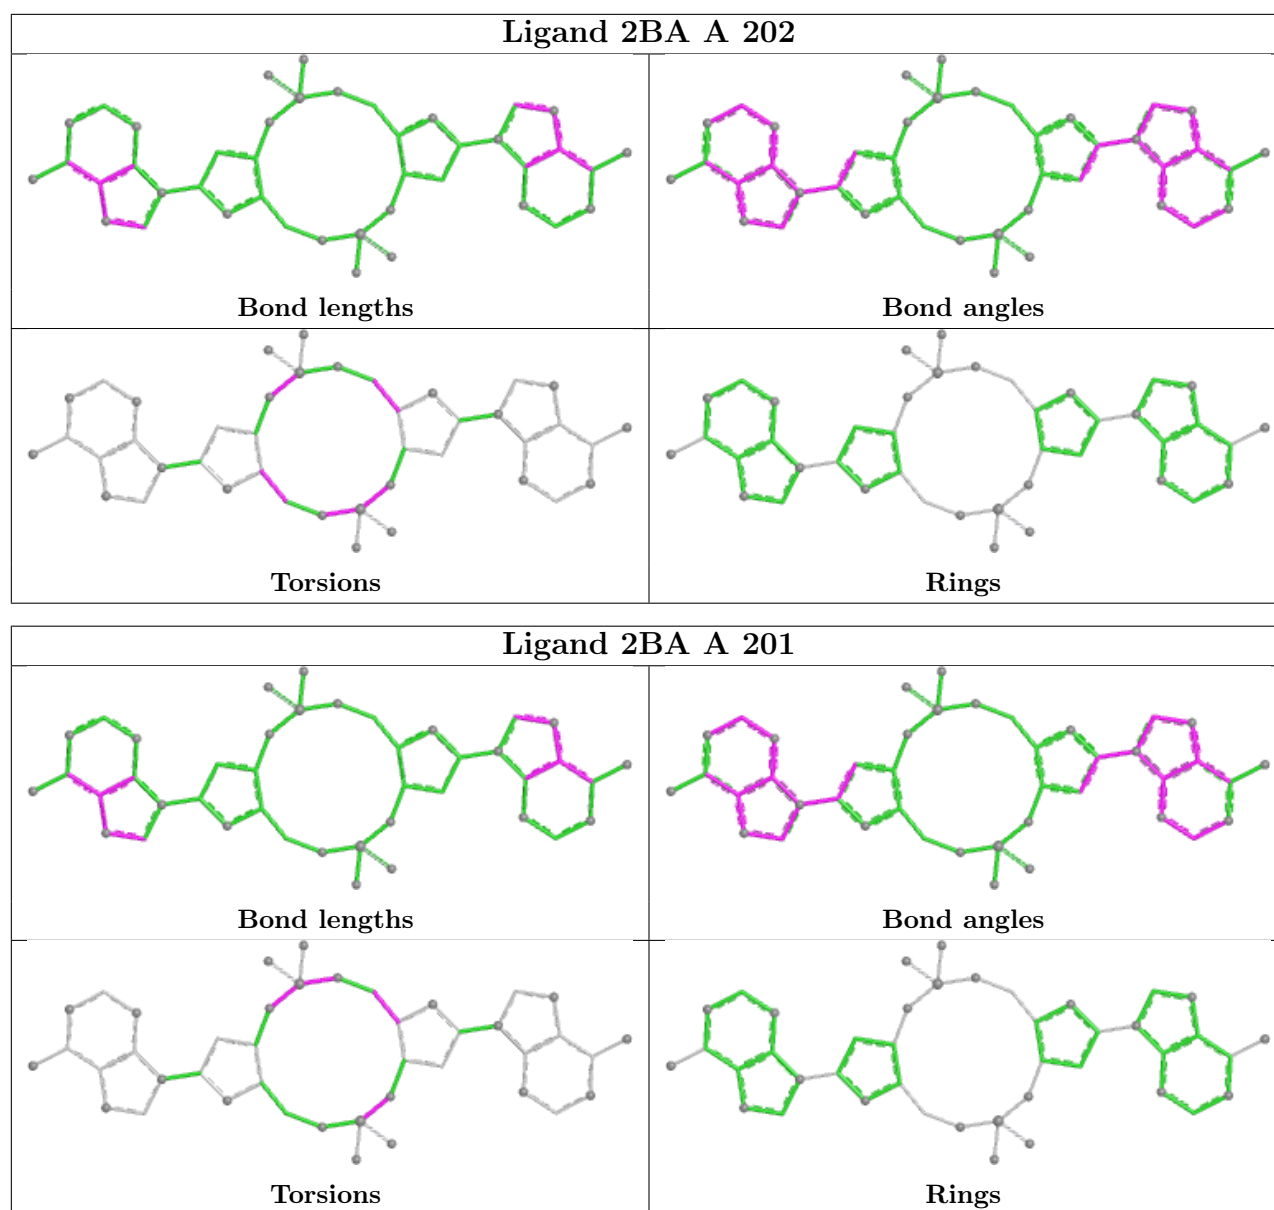 Ligand 2BA A 202
Bond lengths
Bond angles
Torsions
Rings
Ligand 2BA A 201
Bond lengths
Bond angles
Torsions
Rings